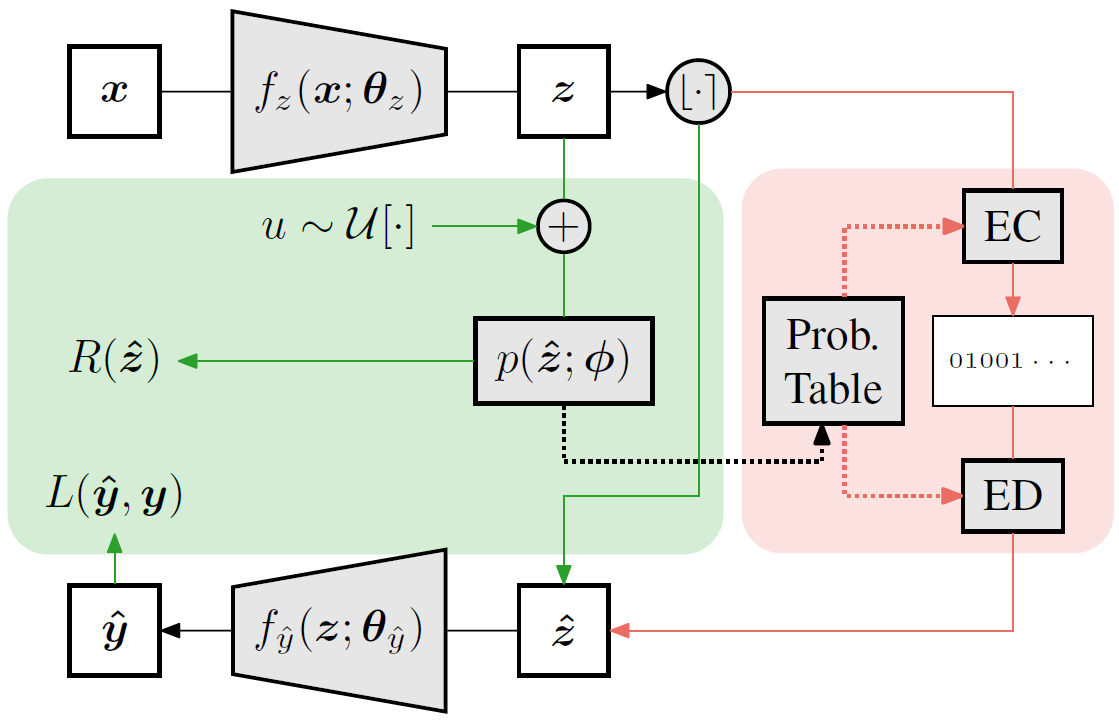 x
f_z(x; θ_z)
z
⌊·⌉
u ∼ 𝒰[·]
+
EC
R(ẑ)
p(ẑ; ϕ)
Prob.
Table
01001 · · ·
L(ŷ, y)
ED
ŷ
f_ŷ(z; θ_ŷ)
ẑ